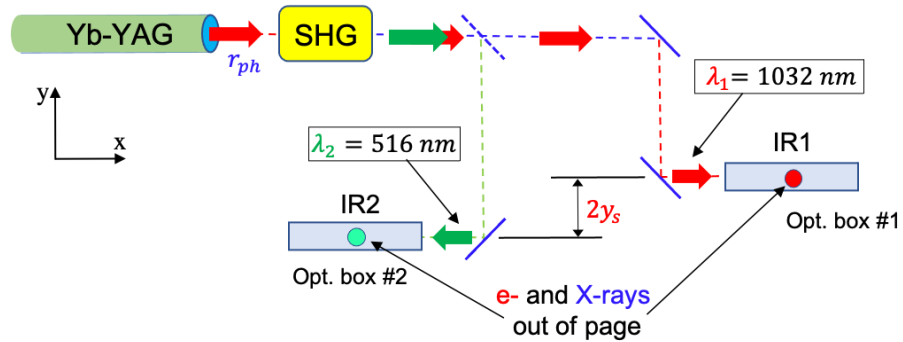 Yb-YAG
SHG
r_ph
y
x
λ₁= 1032 nm
λ₂ = 516 nm
IR1
IR2
2y_s
Opt. box #1
Opt. box #2
e- and X-rays
out of page